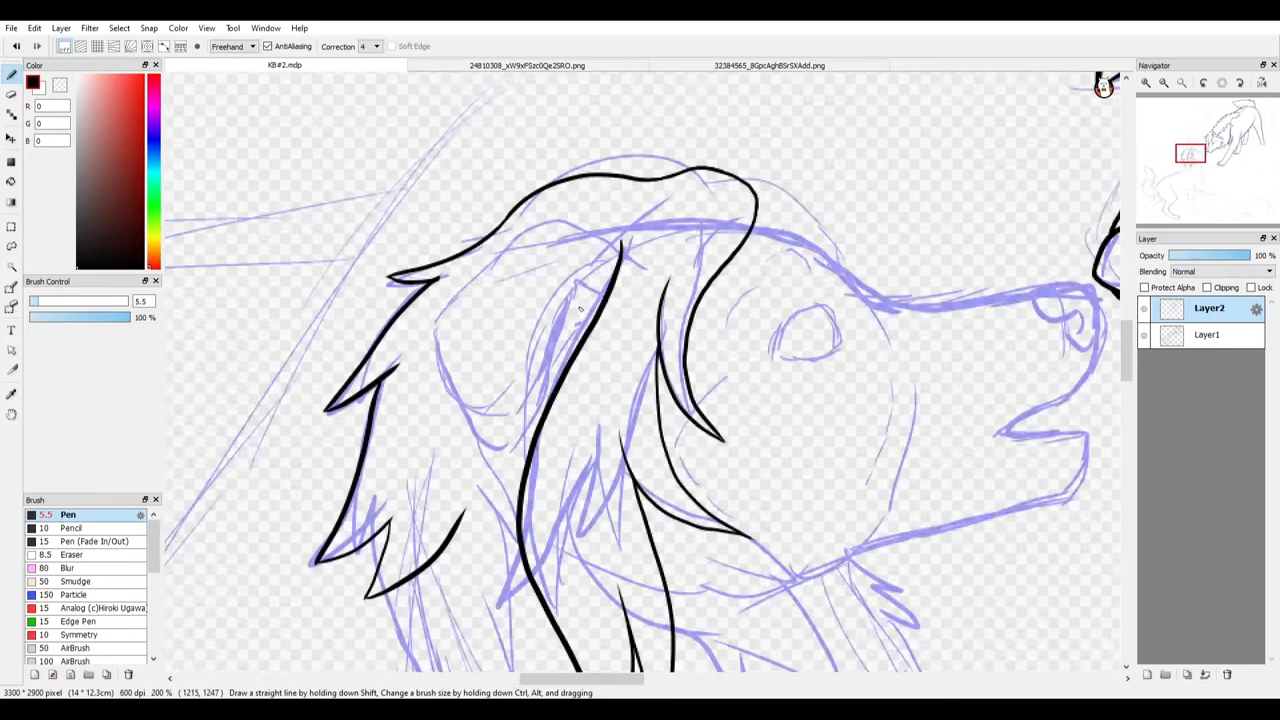 File Edit Layer Filter Select Snap Color View Tool Window Help
off Freehand AntiAliasing Correction 4 Soft Edge
Color
KB#2.mdp
24810308_xW9xFSzc0Qe2SRO.png
32384565_8GpcAghBSrSXAdd.png
Navigator
R 0
G 0
B 0
Brush Control
5.5
100 %
Brush
5.5 Pen
10 Pencil
15 Pen (Fade In/Out)
8.5 Eraser
80 Blur
50 Smudge
150 Particle
15 Analog (c)Hiroki Ugawa
15 Edge Pen
10 Symmetry
50 AirBrush
100 AirBrush
Layer
Opacity 100 %
Blending Normal
Protect Alpha Clipping Lock
Layer2
Layer1
3300 * 2900 pixel (14 * 12.3cm) 600 dpi 200 % ( 1215, 1247 ) Draw a straight line by holding down Shift, Change a brush size by holding down Ctrl, Alt, and dragging